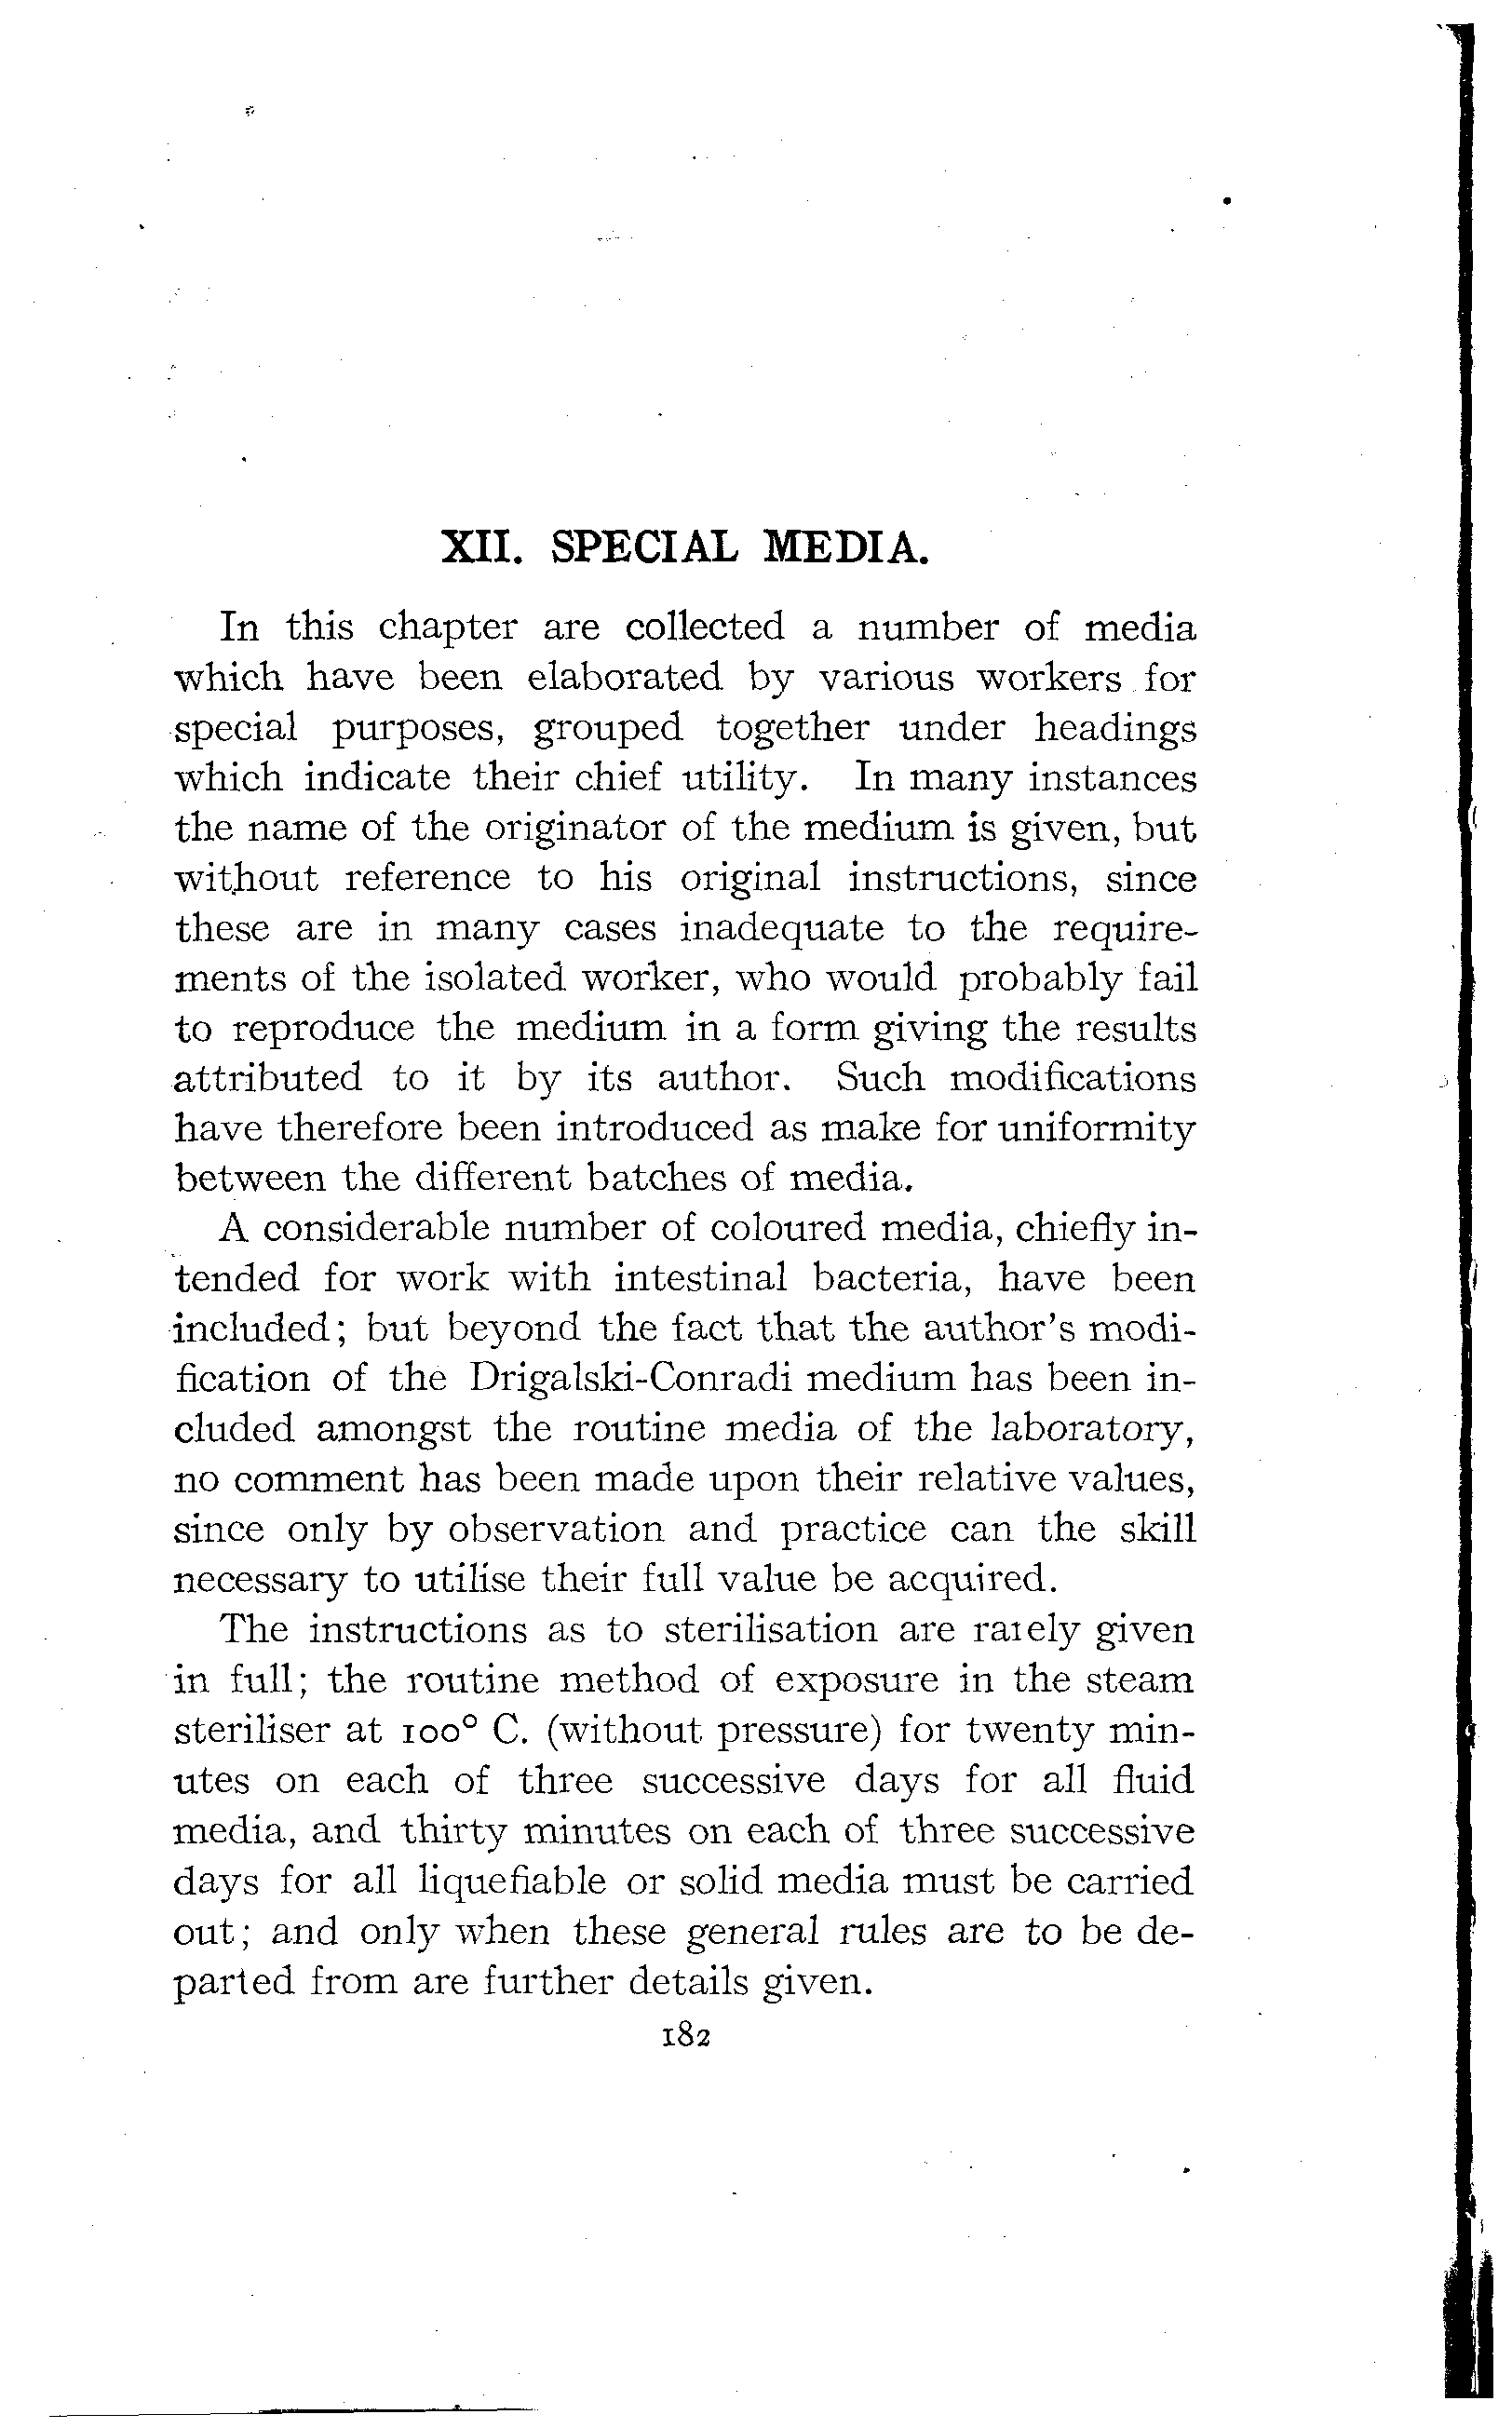 XII. SPECIAL MEDIA.
In this chapter are collected a number of media
which have been elaborated by various workers for
special purposes, grouped together under headings
which indicate their chief utility. In many instances
the name of the originator of the medium is given, but
without reference to his original instructions, since
these are in many cases inadequate to the require-
ments of the isolated worker, who would probably fail
to reproduce the medium in a form giving the results
attributed to it by its author. Such modifications
have therefore been introduced as make for uniformity
between the different batches of media.
A considerable number of coloured media, chiefly in-
tended for work with intestinal bacteria, have been
included; but beyond the fact that the author's modi-
fication of the Drigalski-Conradi medium has been in-
cluded amongst the routine media of the laboratory,
no comment has been made upon their relative values,
since only by observation and practice can the skill
necessary to utilise their full value be acquired.
The instructions as to sterilisation are rarely given
in full; the routine method of exposure in the steam
steriliser at 100° C. (without pressure) for twenty min-
utes on each of three successive days for all fluid
media, and thirty minutes on each of three successive
days for all liquefiable or solid media must be carried
out; and only when these general rules are to be de-
parted from are further details given.
182